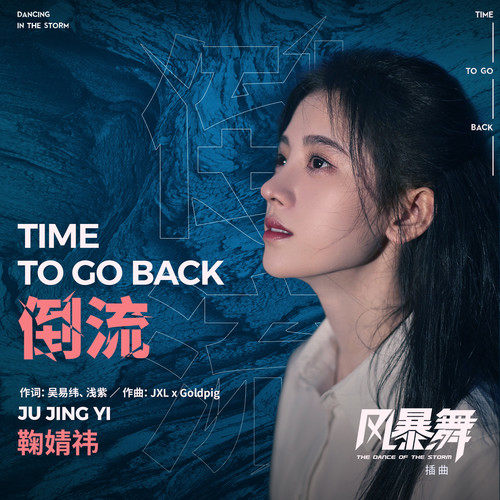 DANCING
IN THE STORM
TIME
TO GO
BACK
倒流
TIME
TO GO BACK
倒流
作词：吴易纬、浅紫 / 作曲：JXL x Goldpig
JU JING YI
鞠婧祎
风暴舞
THE DANCE OF THE STORM
插曲